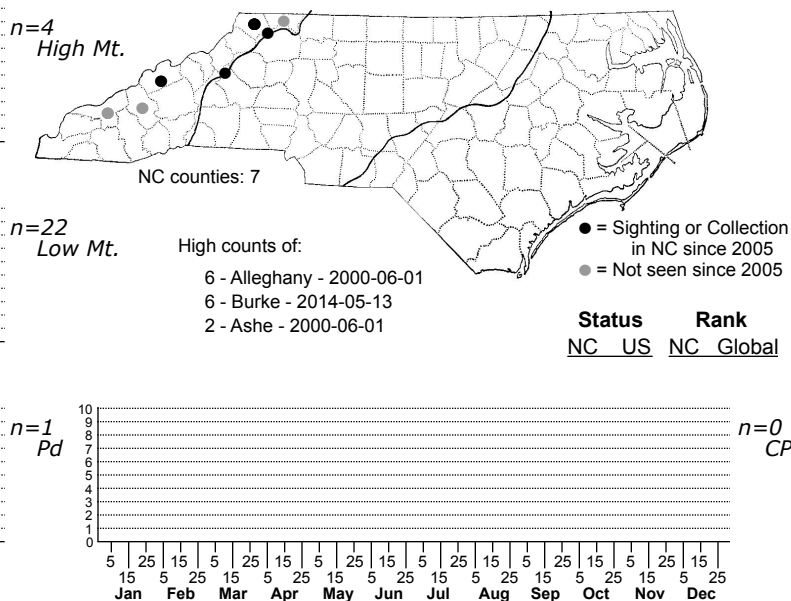 n=4
High Mt.
NC counties: 7
n=22
Low Mt.
High counts of:
6 - Alleghany - 2000-06-01
6 - Burke - 2014-05-13
2 - Ashe - 2000-06-01
● = Sighting or Collection
in NC since 2005
● = Not seen since 2005
Status Rank
NC US NC Global
n=1
Pd
n=0
CP
10
9
8
7
6
5
4
3
2
1
0
5 25 15 5 25 15 5 25 15 5 25 15 5 25 15 5 25 15
15 5 25 15 5 25 15 5 25 15 5 25 15 5 25 15 5 25
Jan Feb Mar Apr May Jun Jul Aug Sep Oct Nov Dec